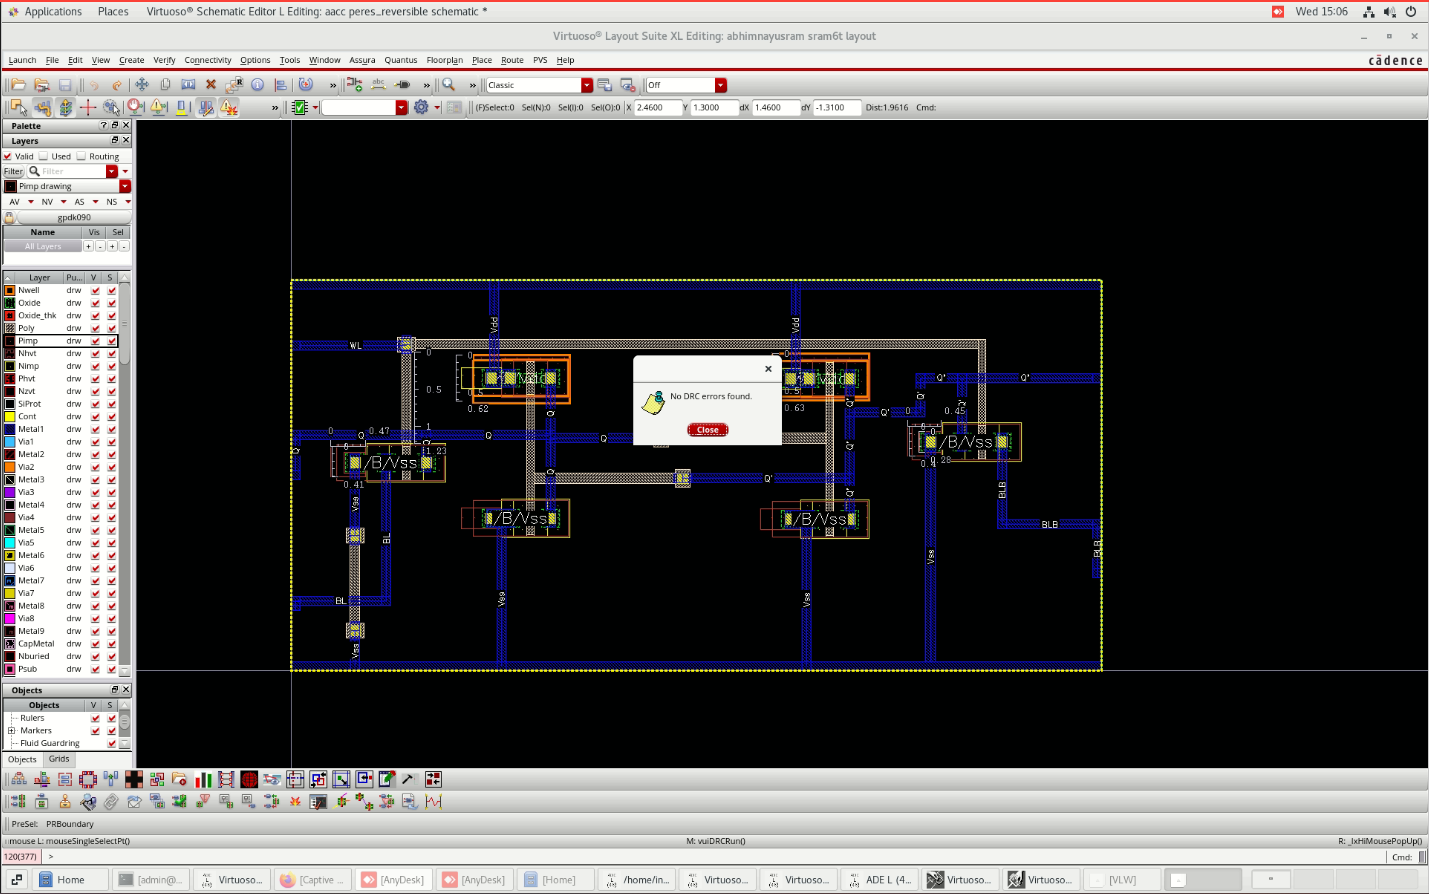 Applications Places Virtuoso® Schematic Editor L Editing: aacc peres_reversible schematic * Wed 15:06
Virtuoso® Layout Suite XL Editing: abhimnayusram sram6t layout
Launch File Edit View Create Verify Connectivity Options Tools Window Assura Quantus Floorplan Place Route PVS Help cādence
» » » Classic Off
» (F)Select:0 Sel(N):0 Sel(I):0 Sel(O):0 X 2.4600 Y 1.3000 dX 1.4600 dY -1.3100 Dist:1.9616 Cmd:
Palette ?
Layers
Valid Used Routing
Filter Filter
Pimp drawing
AV NV AS NS
gpdk090
Name Vis Sel
All Layers + - + -
Layer Pu... V S
Nwell drw
Oxide drw
Oxide_thk drw
Poly drw
Pimp drw
Nhvt drw
Nimp drw
Phvt drw
Nzvt drw
SiProt drw
Cont drw
Metal1 drw
Via1 drw
Metal2 drw
Via2 drw
Metal3 drw
Via3 drw
Metal4 drw
Via4 drw
Metal5 drw
Via5 drw
Metal6 drw
Via6 drw
Metal7 drw
Via7 drw
Metal8 drw
Via8 drw
Metal9 drw
CapMetal drw
Nburied drw
Psub drw
Objects
Objects V S
Rulers
Markers
Fluid Guardring
Objects Grids
Vdd Vdd
WL
0 0
0.5
0.62 0.63
1
1.23
Q' Q'
Q' 0 0.45
Q 0.47 Q Q
/B/Vss
0.41
/B/Vss
0.28
Q'
/B/Vss /B/Vss
BLB
BLB
BL
BL
Vss Vss Vss
No DRC errors found.
Close
PreSel: PRBoundary
mouse L: mouseSingleSelectPt() M: vuiDRCRun() R: _lxHiMousePopUp()
120(377) > Cmd:
Home [admin@... Virtuoso... [Captive ... [AnyDesk] [AnyDesk] [Home] /home/in... Virtuoso... Virtuoso... ADE L (4... Virtuoso... Virtuoso... [VLW]